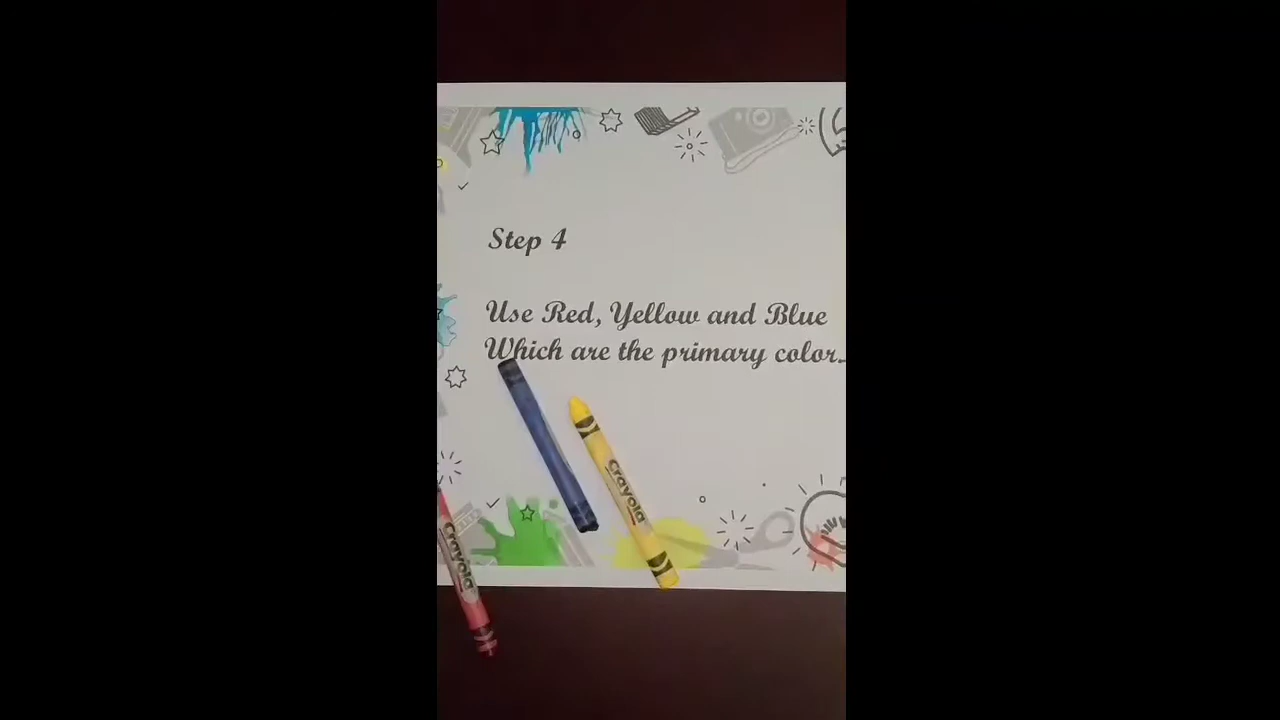 Step 4
Use Red, Yellow and Blue
Which are the primary color.
Crayola
Crayola